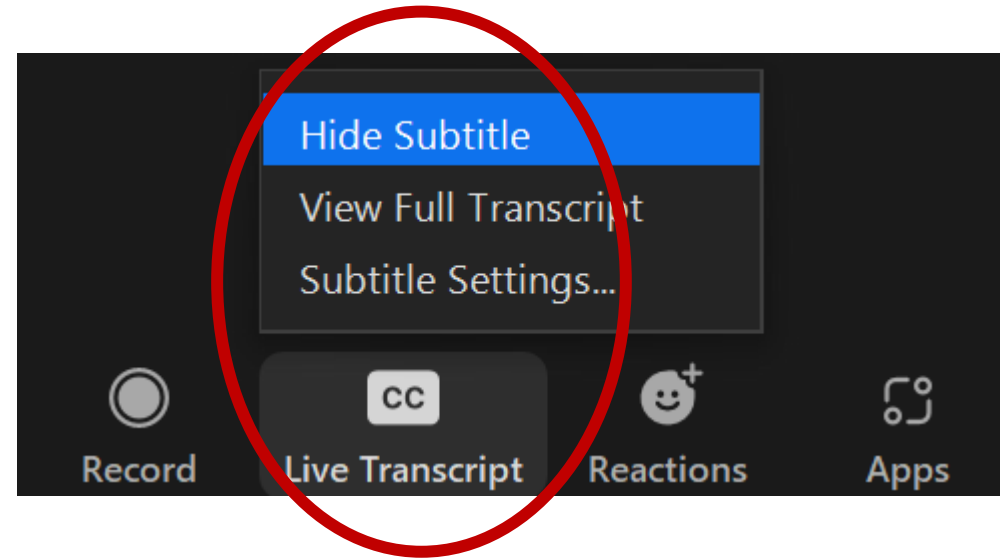 Hide Subtitle
View Full Transcript
Subtitle Settings...
CC
Record Live Transcript Reactions Apps